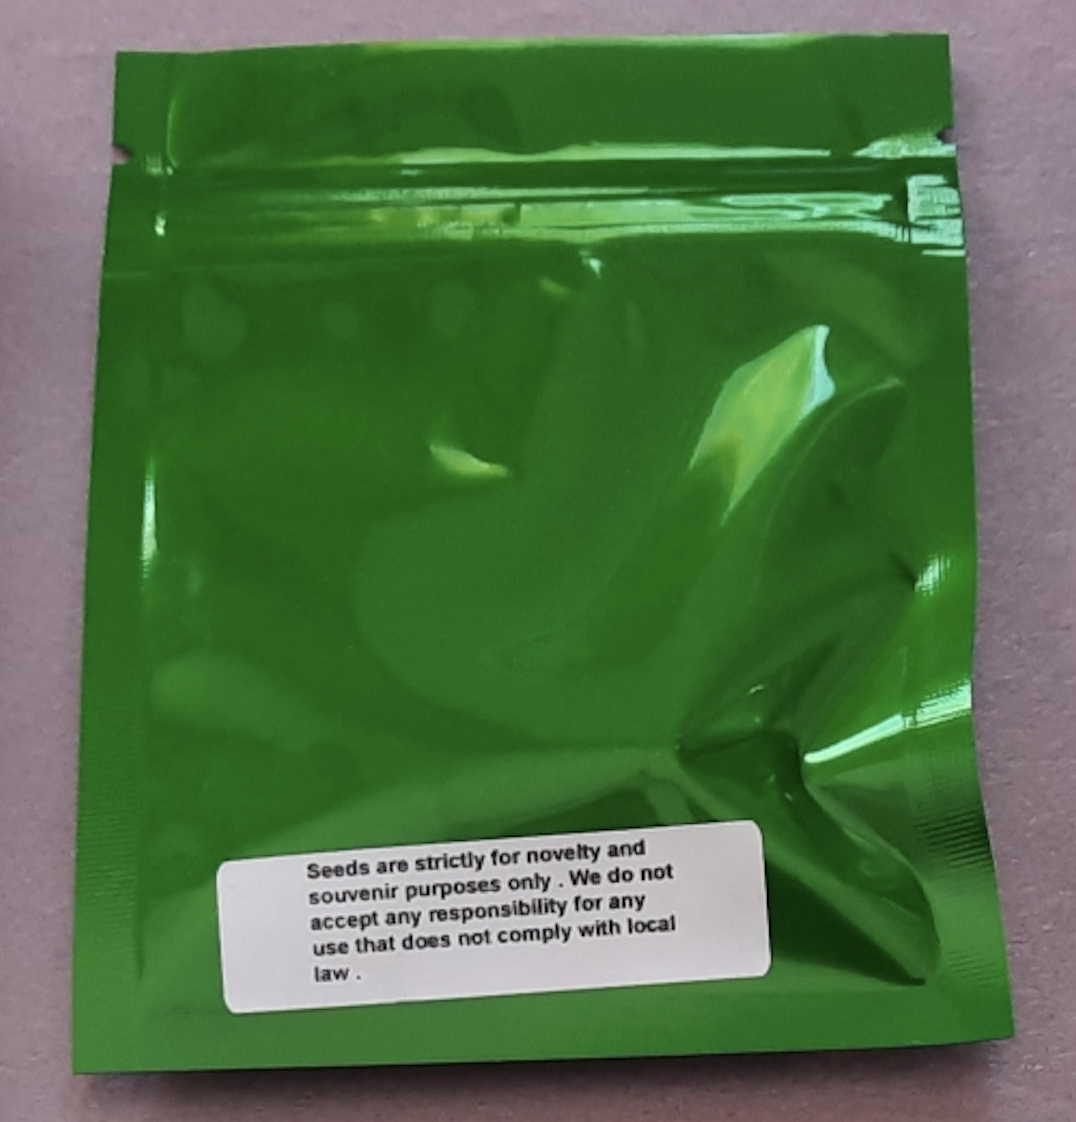 Seeds are strictly for novelty and
souvenir purposes only . We do not
accept any responsibility for any
use that does not comply with local
law .